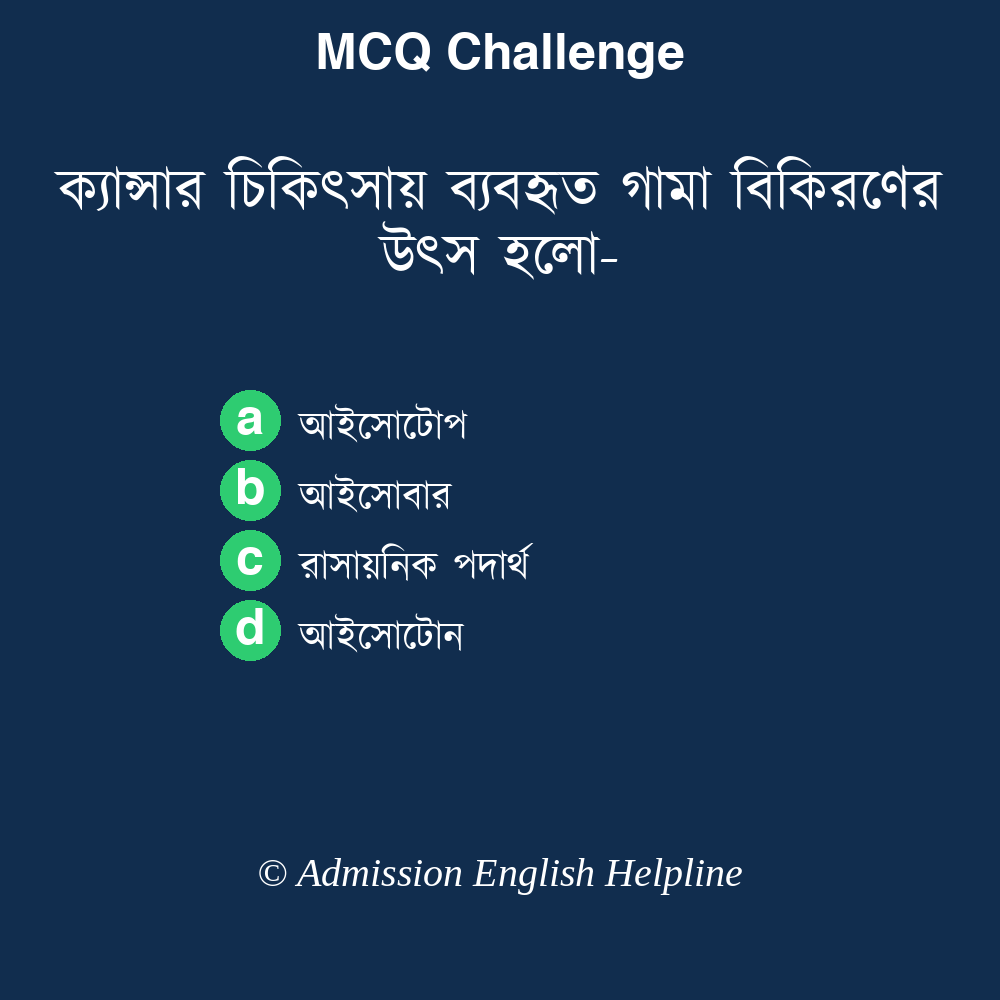 MCQ Challenge
ক্যান্সার চিকিৎসায় ব্যবহৃত গামা বিকিরণের
উৎস হলো-
a আইসোটোপ
b আইসোবার
c রাসায়নিক পদার্থ
d আইসোটোন
© Admission English Helpline